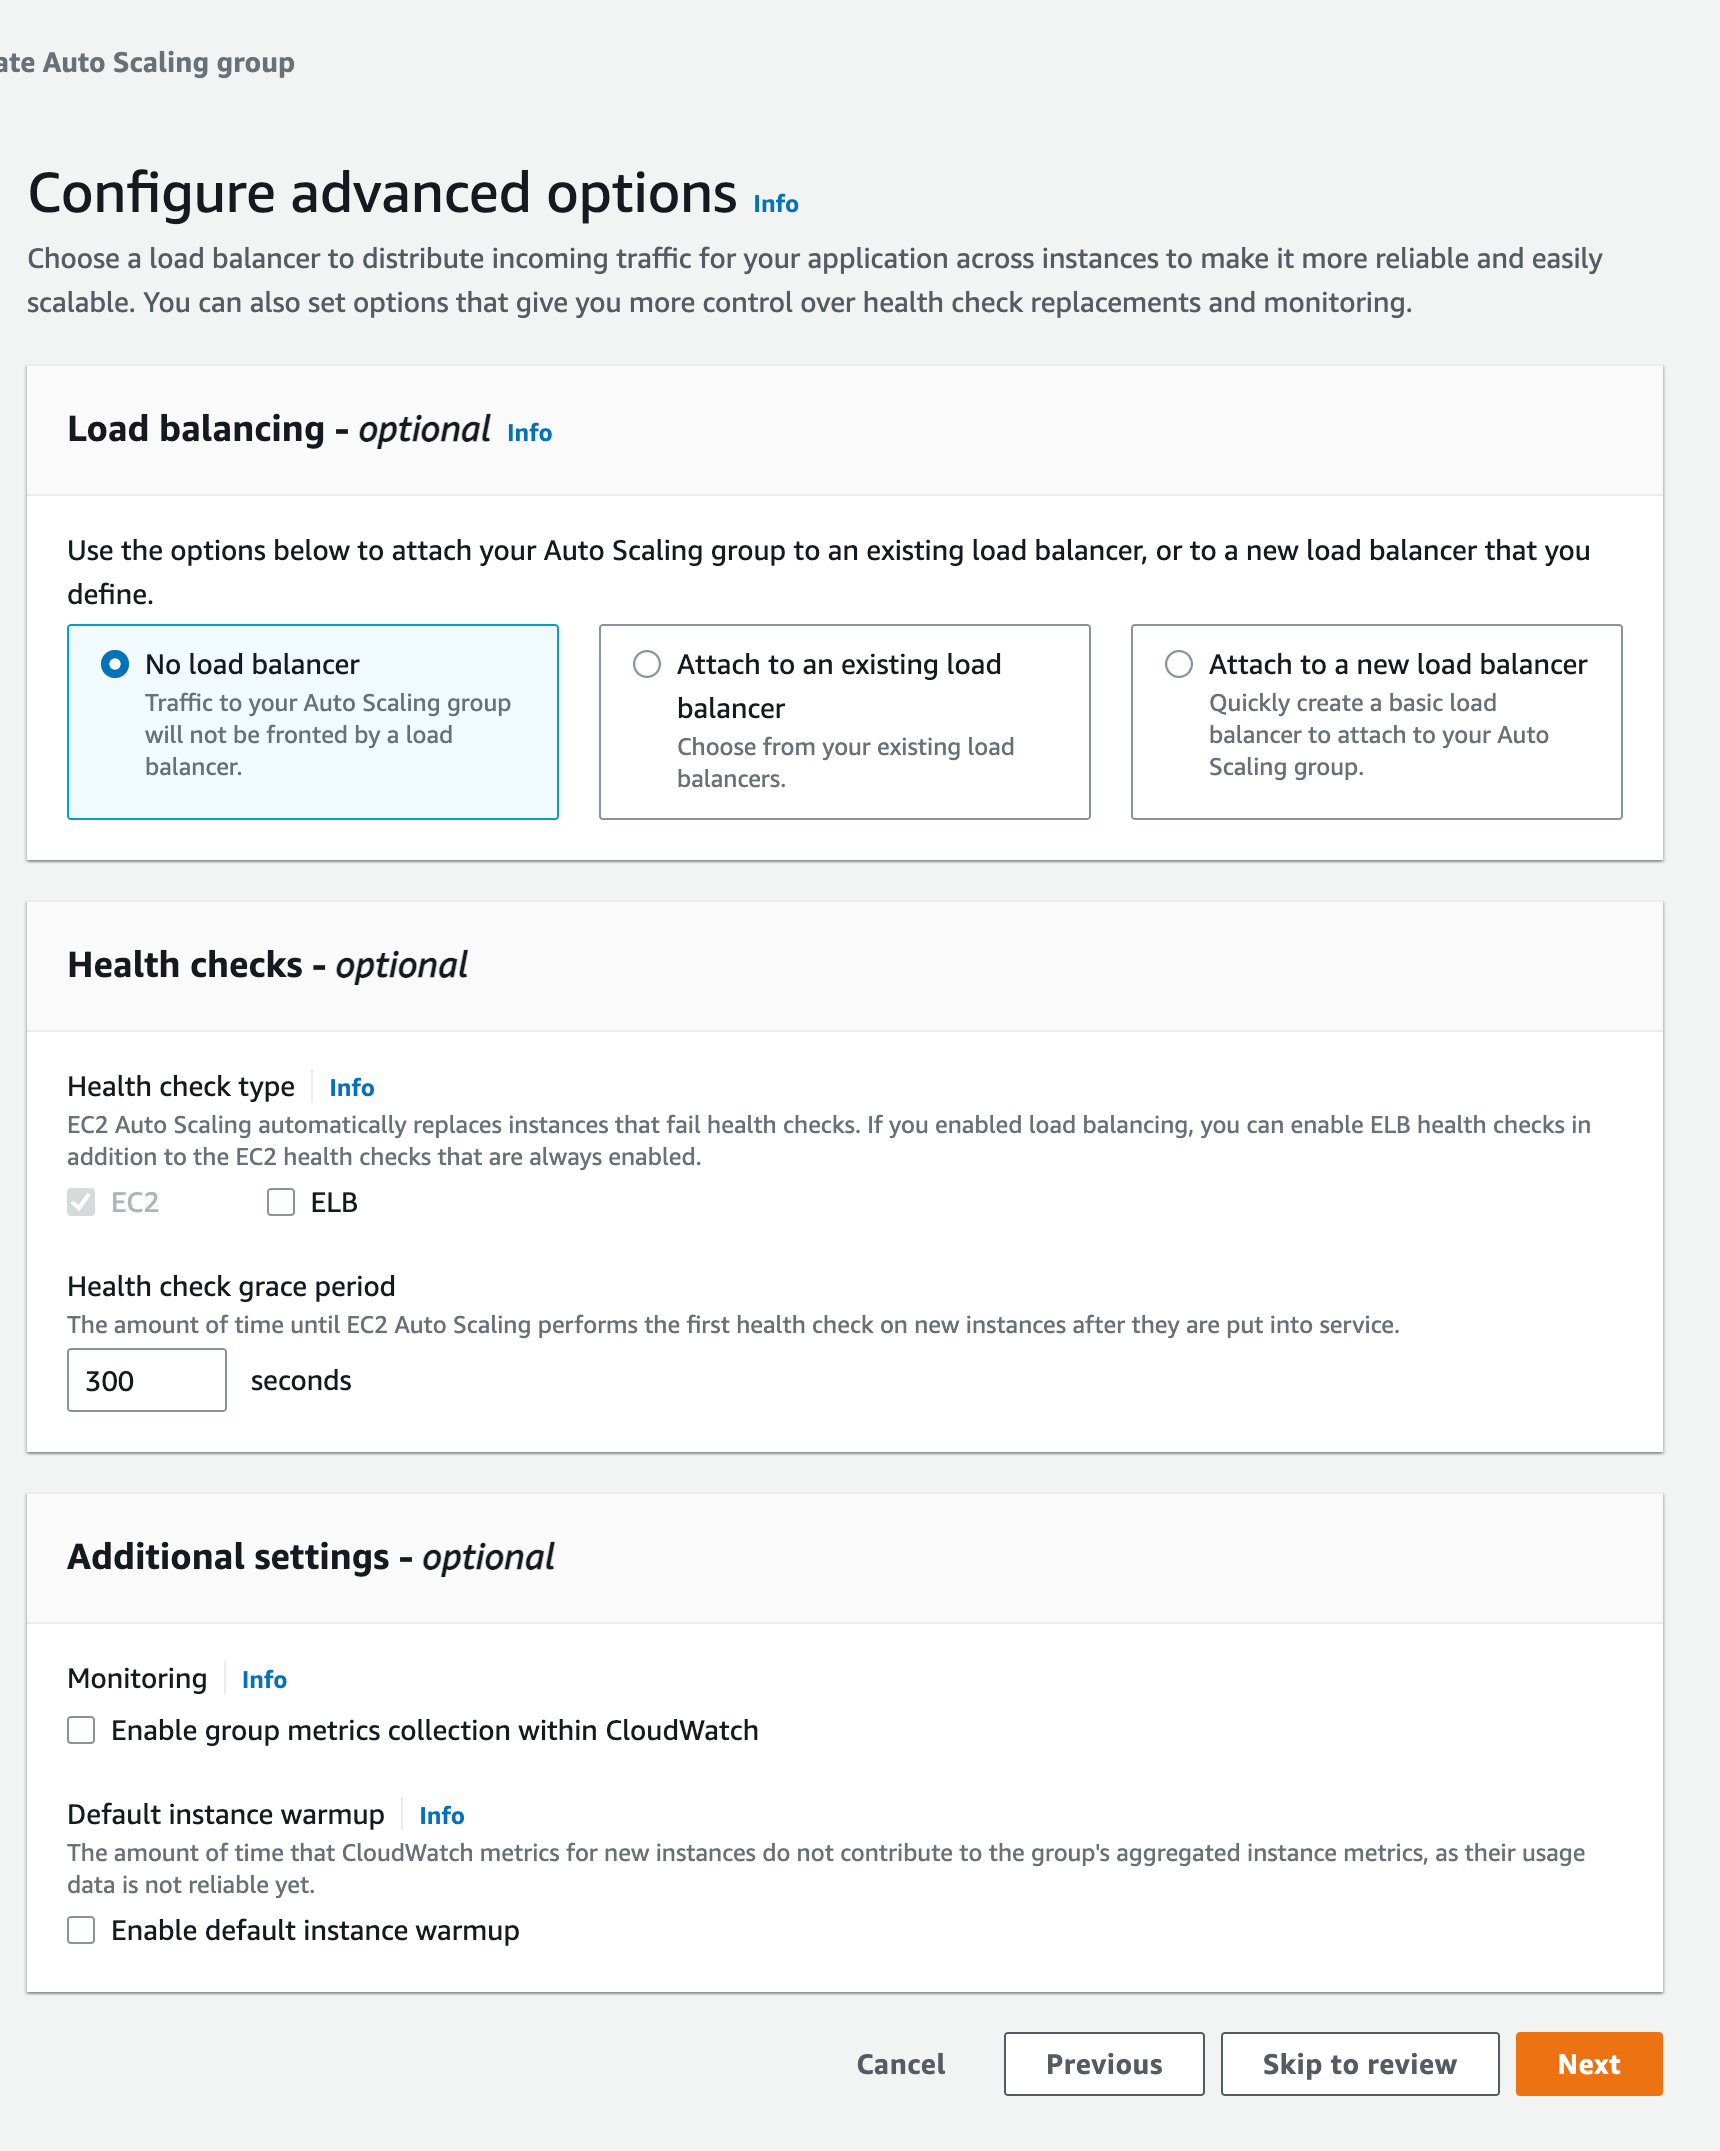 ate Auto Scaling group
Configure advanced options Info
Choose a load balancer to distribute incoming traffic for your application across instances to make it more reliable and easily
scalable. You can also set options that give you more control over health check replacements and monitoring.
Load balancing - optional Info
Use the options below to attach your Auto Scaling group to an existing load balancer, or to a new load balancer that you
define.
No load balancer
Traffic to your Auto Scaling group
will not be fronted by a load
balancer.
Attach to an existing load
balancer
Choose from your existing load
balancers.
Attach to a new load balancer
Quickly create a basic load
balancer to attach to your Auto
Scaling group.
Health checks - optional
Health check type Info
EC2 Auto Scaling automatically replaces instances that fail health checks. If you enabled load balancing, you can enable ELB health checks in
addition to the EC2 health checks that are always enabled.
EC2 ELB
Health check grace period
The amount of time until EC2 Auto Scaling performs the first health check on new instances after they are put into service.
300 seconds
Additional settings - optional
Monitoring Info
Enable group metrics collection within CloudWatch
Default instance warmup Info
The amount of time that CloudWatch metrics for new instances do not contribute to the group's aggregated instance metrics, as their usage
data is not reliable yet.
Enable default instance warmup
Cancel Previous Skip to review Next